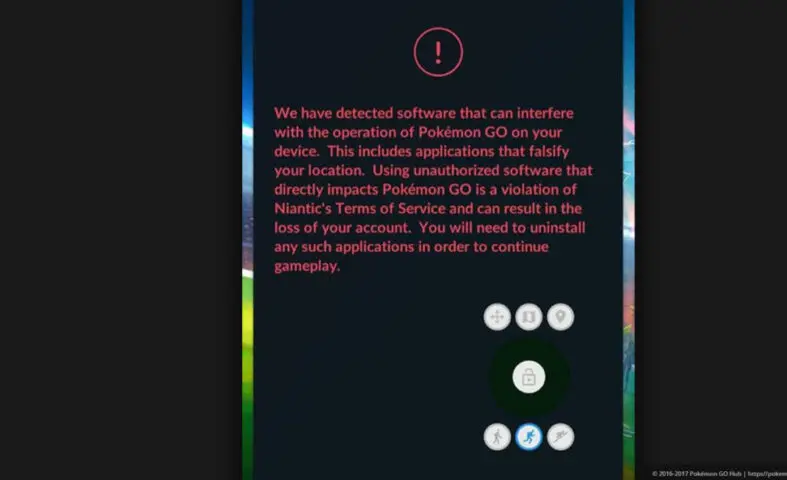 We have detected software that can interfere
with the operation of Pokémon GO on your
device. This includes applications that falsify
your location. Using unauthorized software that
directly impacts Pokémon GO is a violation of
Niantic's Terms of Service and can result in the
loss of your account. You will need to uninstall
any such applications in order to continue
gameplay.
© 2016-2017 Pokémon GO Hub |